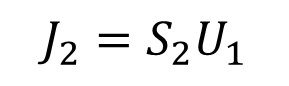 J₂ = S₂U₁